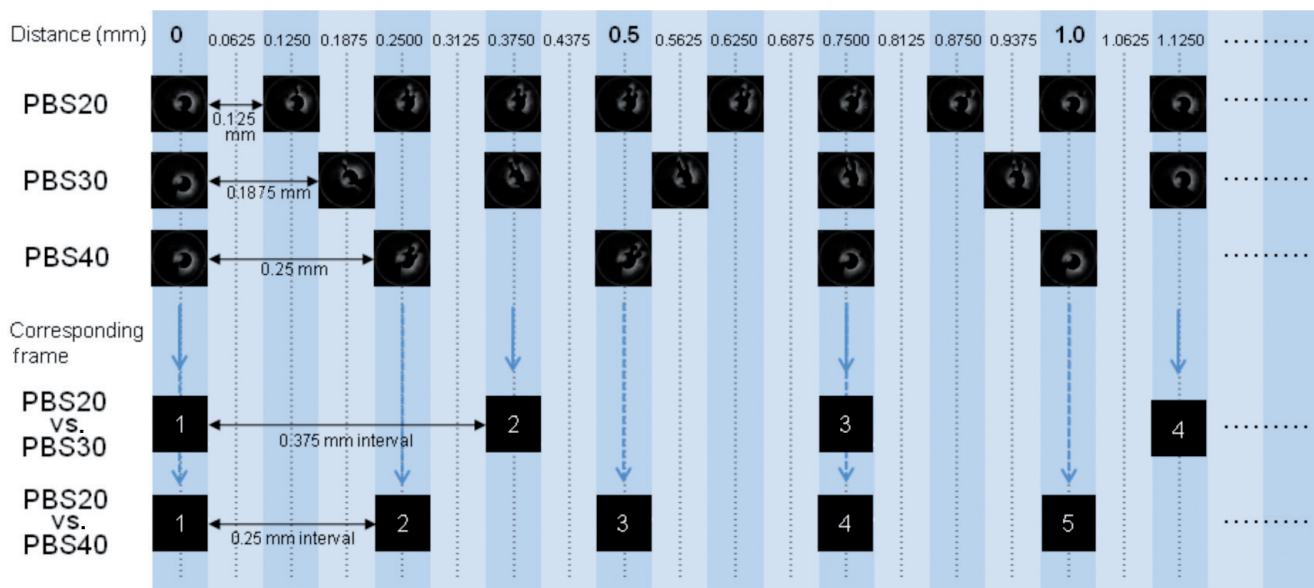 Distance (mm) 0 0.0625 0.1250 0.1875 0.2500 0.3125 0.3750 0.4375 0.5 0.5625 0.6250 0.6875 0.7500 0.8125 0.8750 0.9375 1.0 1.0625 1.1250 ..........
PBS20 ..........
0.125
mm
PBS30 ..........
0.1875 mm
PBS40 ..........
0.25 mm
Corresponding
frame
PBS20
vs.
PBS30
1 2 3 4 ..........
0.375 mm interval
PBS20
vs.
PBS40
1 2 3 4 5 ..........
0.25 mm interval